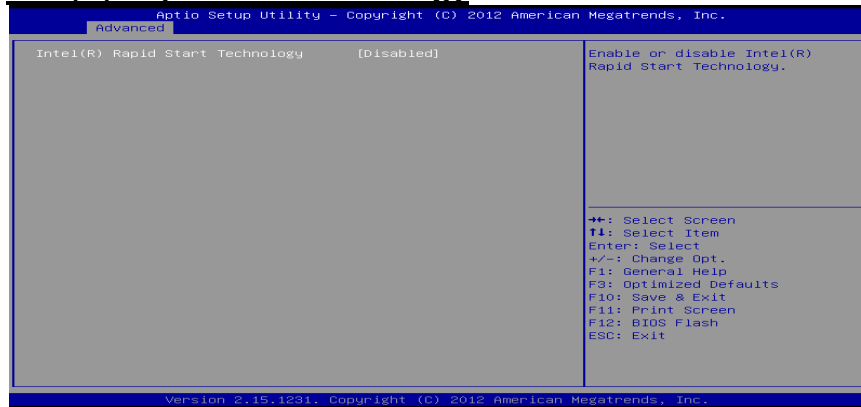 Aptio Setup Utility – Copyright (C) 2012 American Megatrends, Inc.
Advanced
Intel(R) Rapid Start Technology [Disabled]
Enable or disable Intel(R)
Rapid Start Technology.
→←: Select Screen
↑↓: Select Item
Enter: Select
+/-: Change Opt.
F1: General Help
F3: Optimized Defaults
F10: Save & Exit
F11: Print Screen
F12: BIOS Flash
ESC: Exit
Version 2.15.1231. Copyright (C) 2012 American Megatrends, Inc.